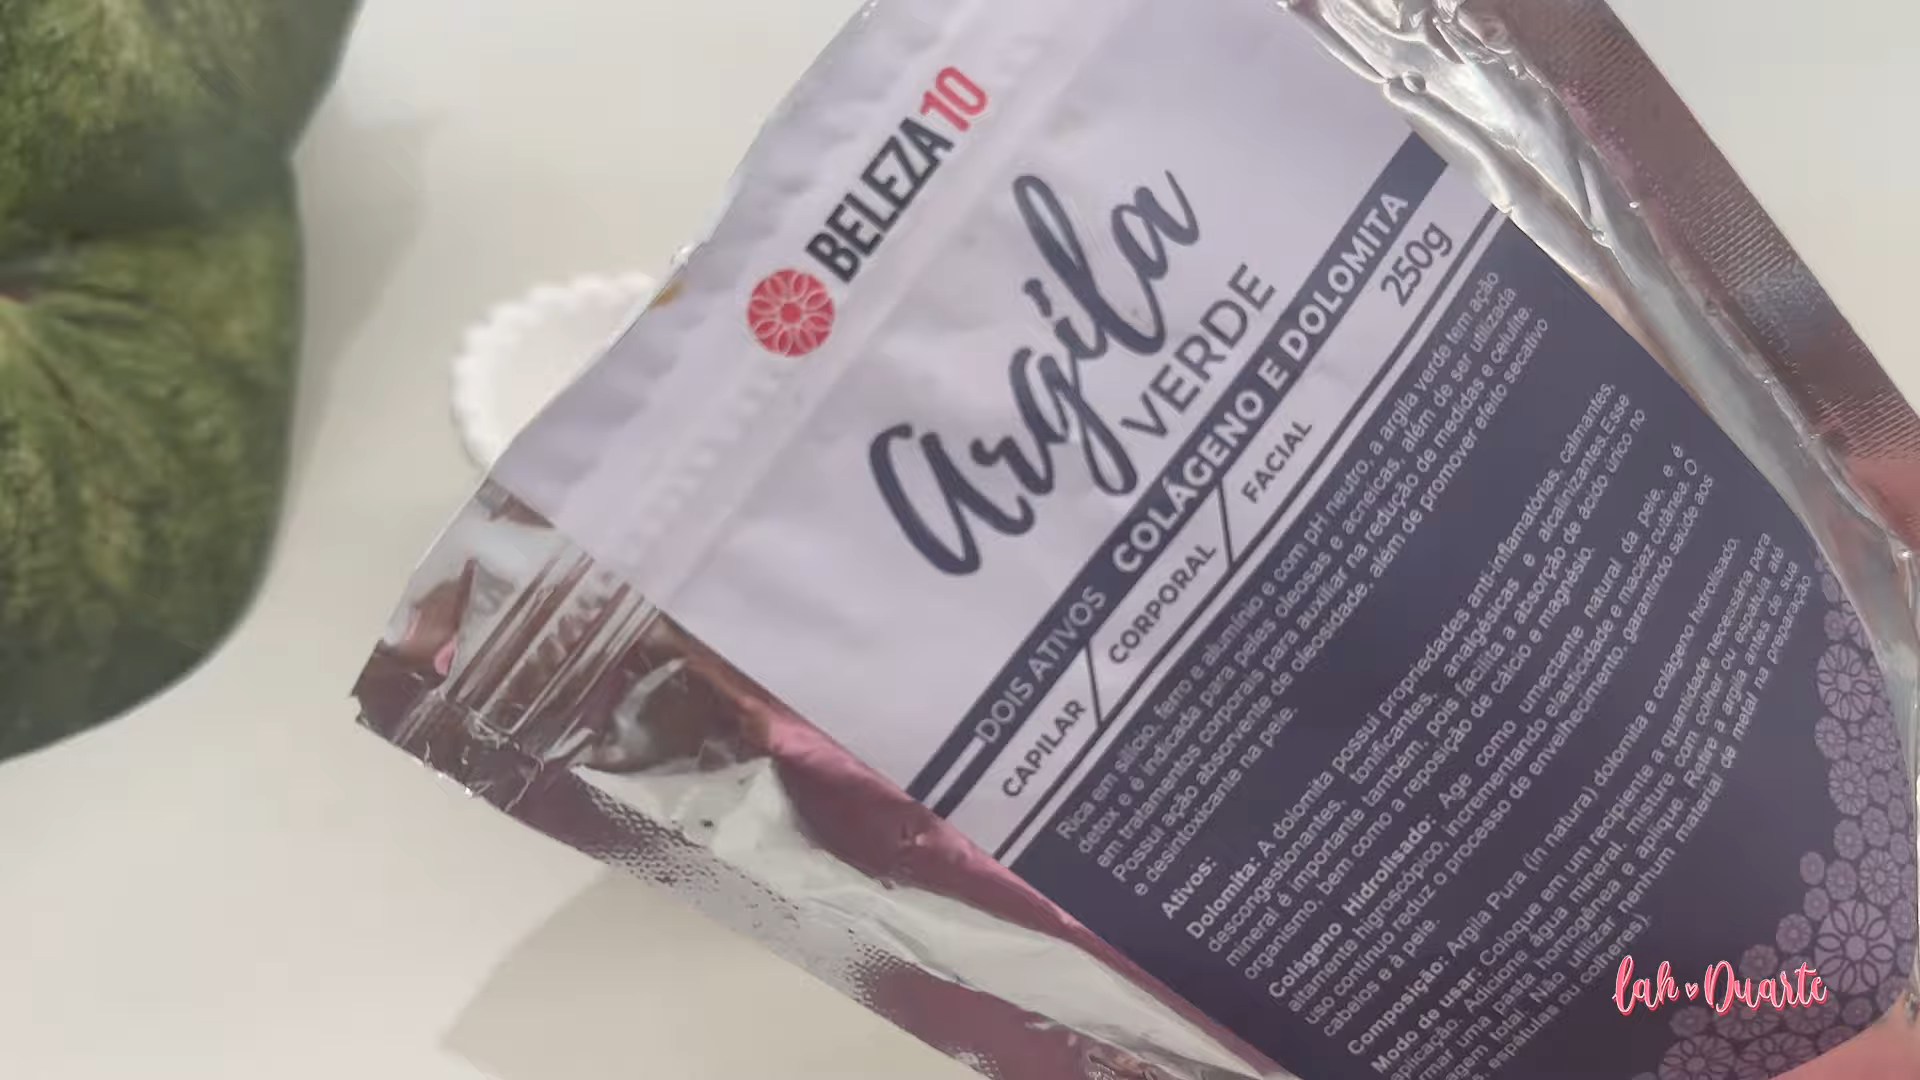 BELEZA10
Argila
VERDE
DOIS ATIVOS COLÁGENO E DOLOMITA
CAPILAR / CORPORAL / FACIAL 250g
Rica em silício, ferro e alumínio e com pH neutro, a argila verde tem ação
detox e é indicada para peles oleosas e acneicas, além de ser utilizada
em tratamentos corporais para auxiliar na redução de medidas e celulite.
Possui ação absorvente de oleosidade, além de promover efeito secativo
e desintoxicante na pele.
Ativos:
Dolomita: A dolomita possui propriedades anti-inflamatórias, calmantes,
descongestionantes, tonificantes, analgésicas e alcalinizantes. Esse
mineral é importante também, pois facilita a absorção de ácido úrico no
organismo, bem como a reposição de cálcio e magnésio.
Colágeno Hidrolisado: Age como umectante natural da pele, e é
altamente higroscópico, incrementando elasticidade e maciez cutânea. O
uso contínuo reduz o processo de envelhecimento, garantindo saúde aos
cabelos e à pele.
Composição: Argila Pura (in natura) dolomita e colágeno hidrolisado.
Modo de usar: Coloque em um recipiente a quantidade necessária para
aplicação. Adicione água mineral, misture com colher ou espátula até
rmar uma pasta homogênea e aplique. Retire a argila antes de sua
agem total. Não utilizar nenhum material de metal na preparação
s, espátulas ou colheres).
Lah Duarte